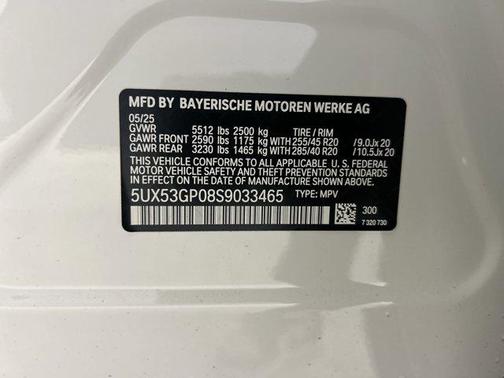 MFD BY BAYERISCHE MOTOREN WERKE AG
05/25
GVWR 5512 lbs 2500 kg TIRE / RIM
GAWR FRONT 2590 lbs 1175 kg WITH 255/45 R20 /9.0Jx 20
GAWR REAR 3230 lbs 1465 kg WITH 285/40 R20 /10.5Jx 20
THIS VEHICLE CONFORMS TO ALL APPLICABLE U. S. FEDERAL
MOTOR VEHICLE SAFETY AND THEFT PREVENTION STANDARDS
IN EFFECT ON THE DATE OF MANUFACTURE SHOWN ABOVE.
5UX53GP08S9033465 TYPE: MPV
300
7 320 730